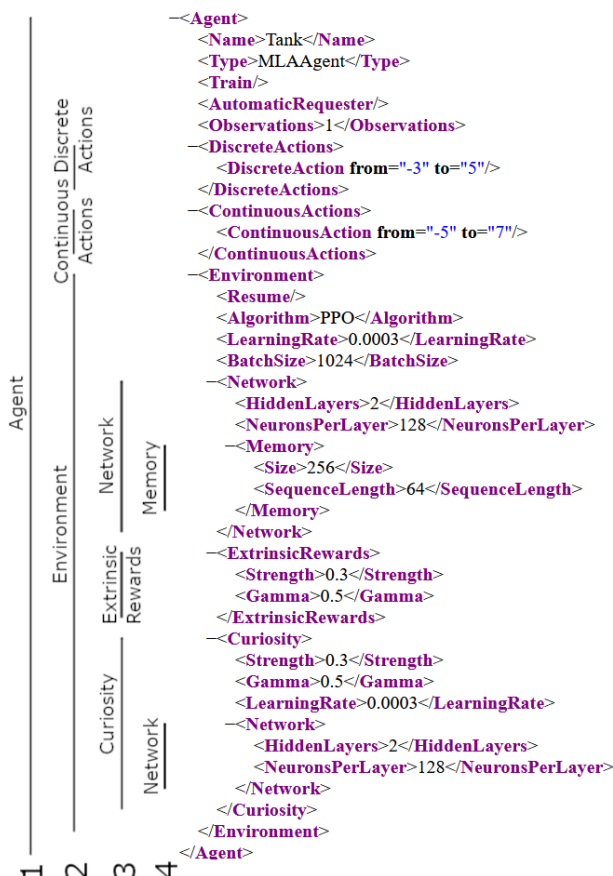 −<Agent>
<Name>Tank</Name>
<Type>MLAAgent</Type>
<Train/>
<AutomaticRequester/>
<Observations>1</Observations>
−<DiscreteActions>
<DiscreteAction from="-3" to="5"/>
</DiscreteActions>
−<ContinuousActions>
<ContinuousAction from="-5" to="7"/>
</ContinuousActions>
−<Environment>
<Resume/>
<Algorithm>PPO</Algorithm>
<LearningRate>0.0003</LearningRate>
<BatchSize>1024</BatchSize>
−<Network>
<HiddenLayers>2</HiddenLayers>
<NeuronsPerLayer>128</NeuronsPerLayer>
−<Memory>
<Size>256</Size>
<SequenceLength>64</SequenceLength>
</Memory>
</Network>
−<ExtrinsicRewards>
<Strength>0.3</Strength>
<Gamma>0.5</Gamma>
</ExtrinsicRewards>
−<Curiosity>
<Strength>0.3</Strength>
<Gamma>0.5</Gamma>
<LearningRate>0.0003</LearningRate>
−<Network>
<HiddenLayers>2</HiddenLayers>
<NeuronsPerLayer>128</NeuronsPerLayer>
</Network>
</Curiosity>
</Environment>
</Agent>
Agent
Discrete
Actions
Continuous
Actions
Environment
Network
Memory
Extrinsic
Rewards
Curiosity
Network
1
2
3
4